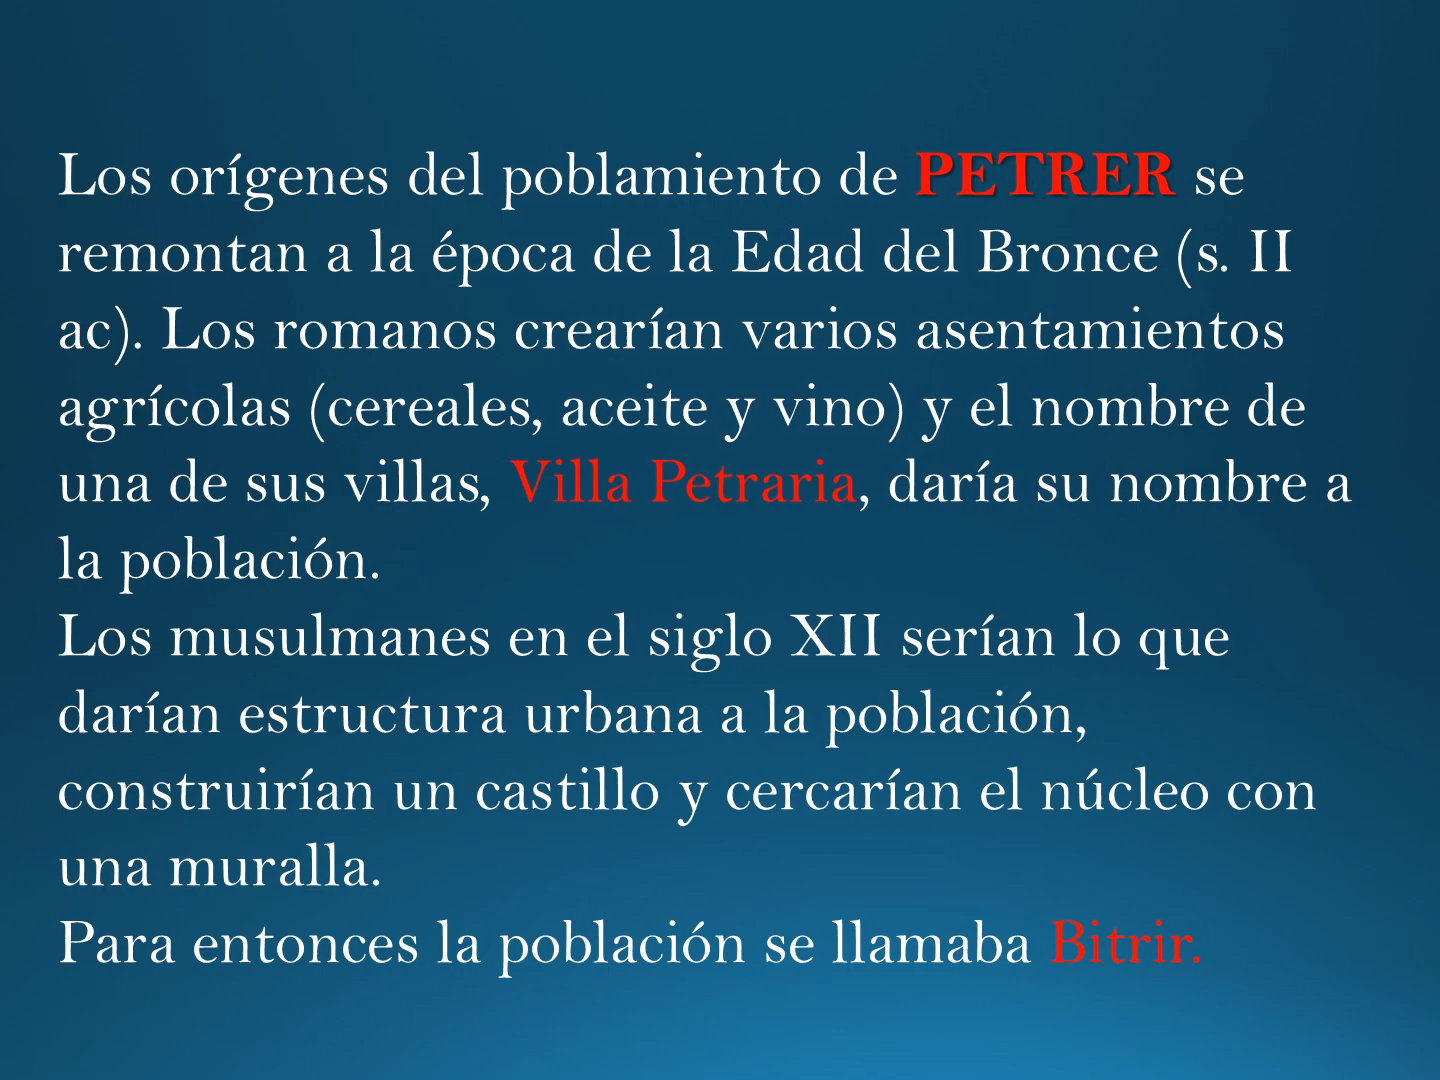 Los orígenes del poblamiento de PETRER se
remontan a la época de la Edad del Bronce (s. II
ac). Los romanos crearían varios asentamientos
agrícolas (cereales, aceite y vino) y el nombre de
una de sus villas, Villa Petraria, daría su nombre a
la población.
Los musulmanes en el siglo XII serían lo que
darían estructura urbana a la población,
construirían un castillo y cercarían el núcleo con
una muralla.
Para entonces la población se llamaba Bitrir.